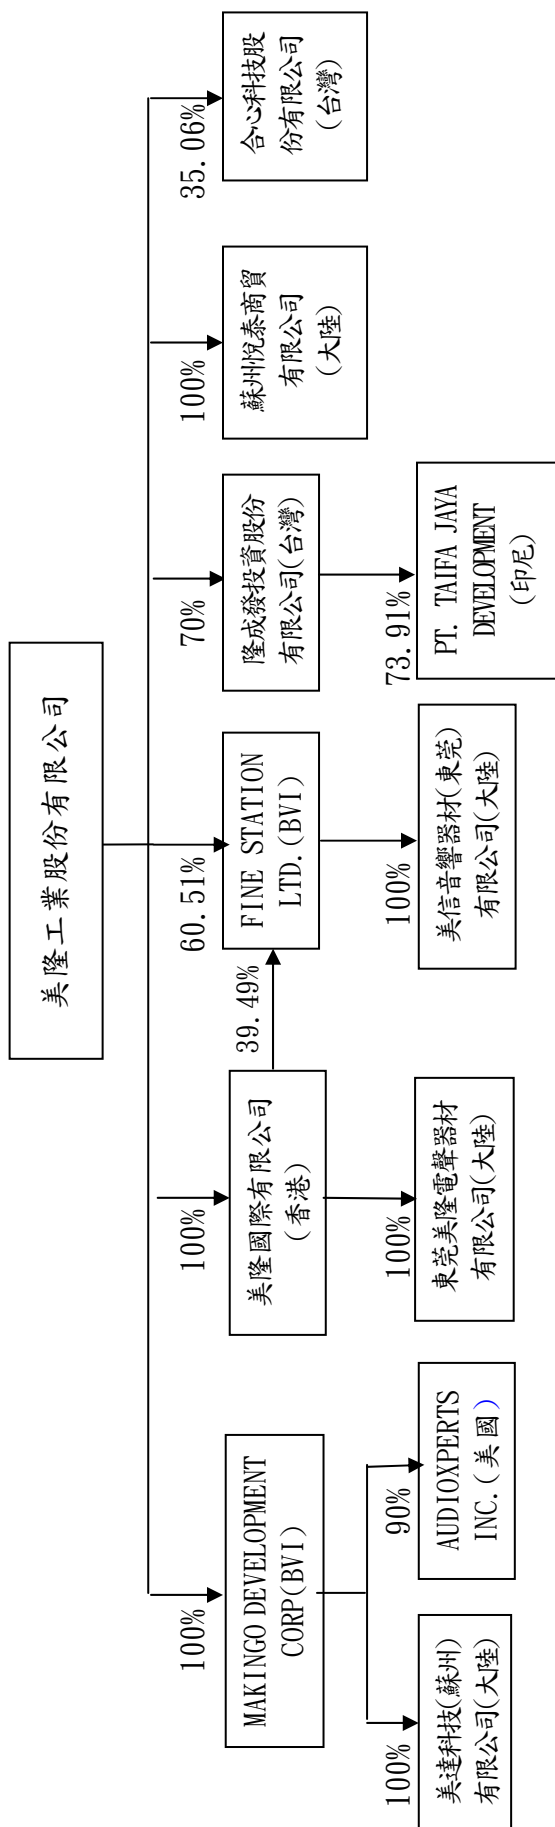 美隆工業股份有限公司
100%
MAKINGO DEVELOPMENT
CORP(BVI)
100%
美隆國際有限公司
(香港)
39.49%
60.51%
FINE STATION
LTD.(BVI)
70%
隆成發投資股份
有限公司(台灣)
100%
蘇州悅泰商貿
有限公司
(大陸)
35.06%
合心科技股
份有限公司
(台灣)
100%
美達科技(蘇州)
有限公司(大陸)
90%
AUDIOXPERTS
INC.(美國)
100%
東莞美隆電聲器材
有限公司(大陸)
100%
美信音響器材(東莞)
有限公司(大陸)
73.91%
PT. TAIFA JAYA
DEVELOPMENT
(印尼)